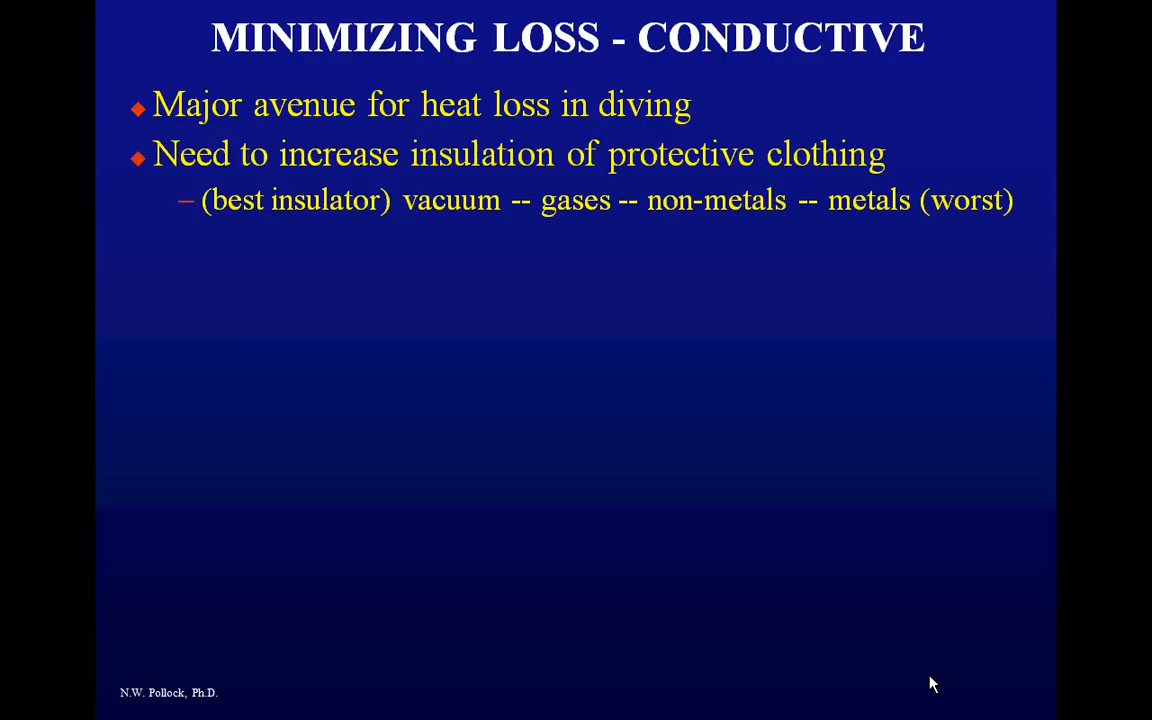 MINIMIZING LOSS - CONDUCTIVE
Major avenue for heat loss in diving
Need to increase insulation of protective clothing
– (best insulator) vacuum -- gases -- non-metals -- metals (worst)
N.W. Pollock, Ph.D.